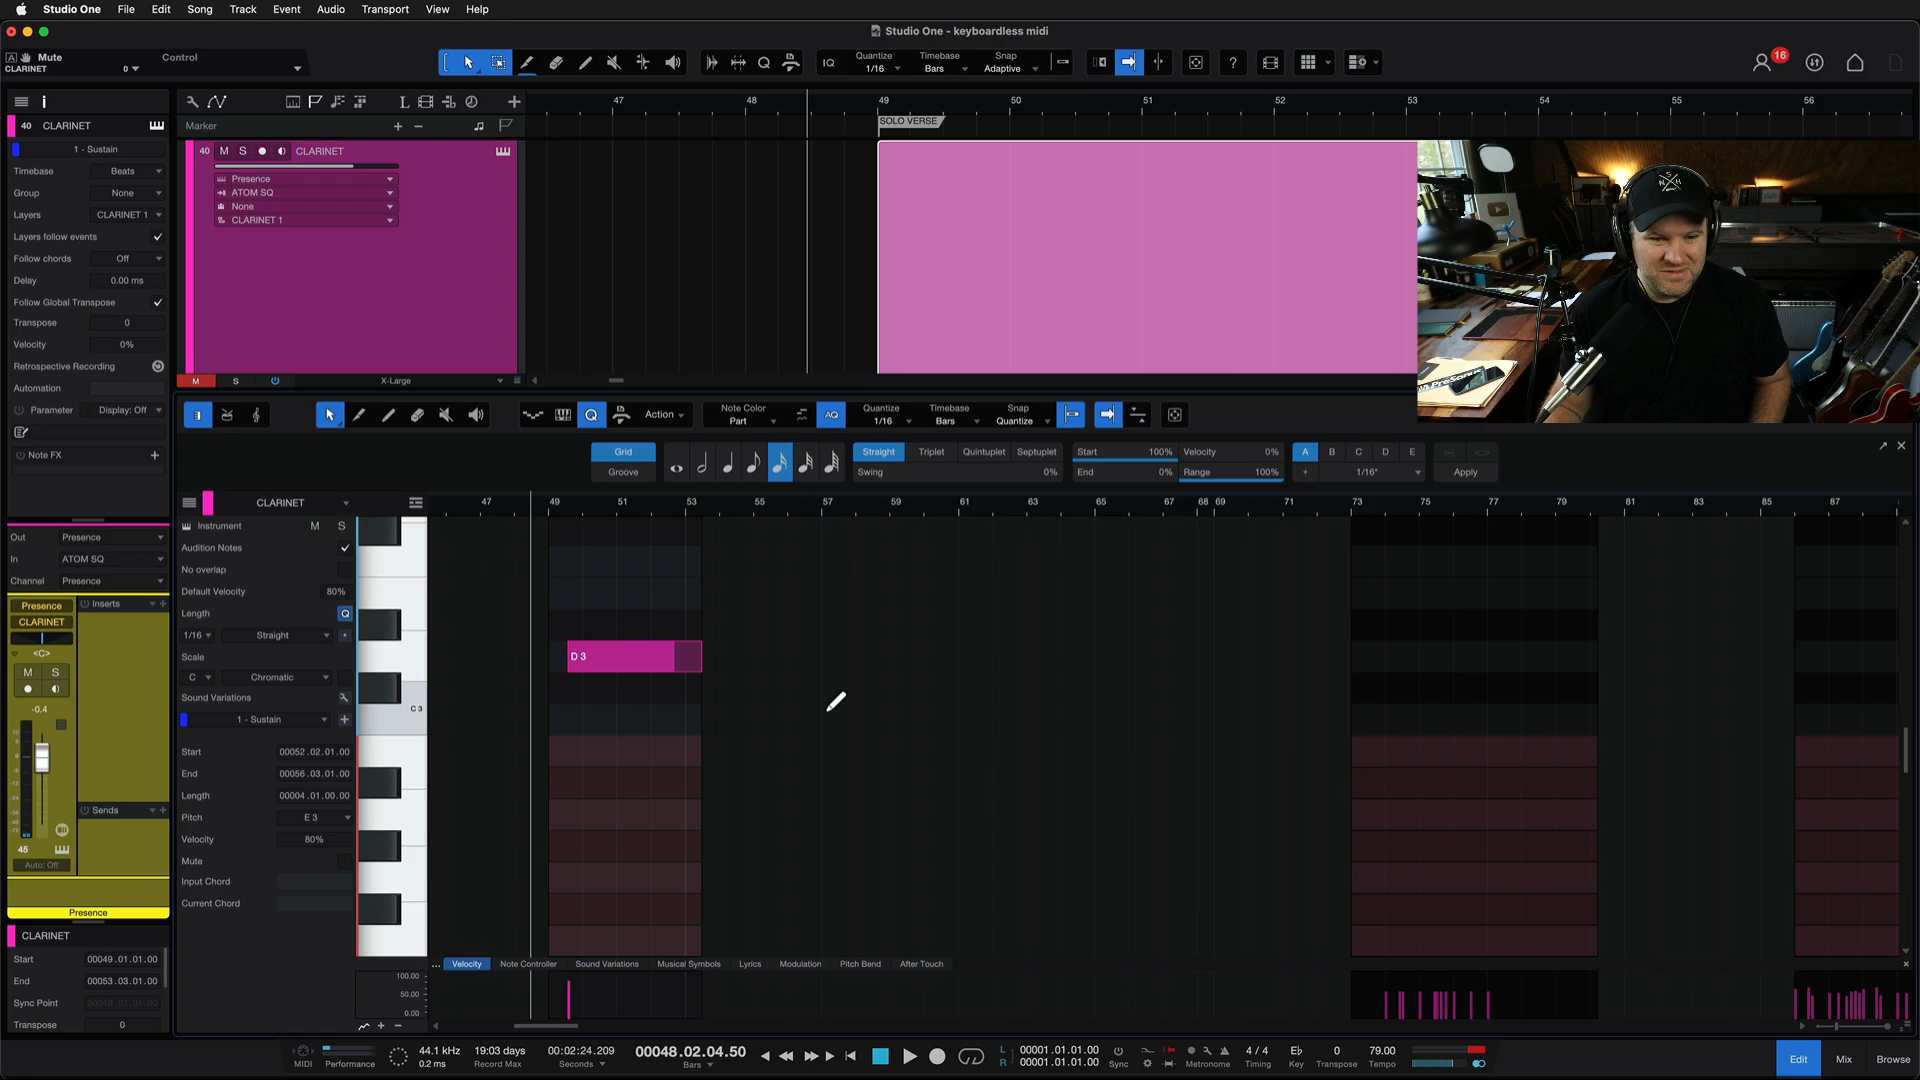 Studio One File Edit Song Track Event Audio Transport View Help
Studio One - keyboardless midi
Mute Control
CLARINET 0
IQ Quantize Timebase Snap
1/16 Bars Adaptive
? 16
i L + 47 48 49 50 51 52 53 54 55 56
40 CLARINET Marker + − SOLO VERSE
40 M S CLARINET
1 - Sustain
Presence
ATOM SQ
None
CLARINET 1
Timebase Beats
Group None
Layers CLARINET 1
Layers follow events
Follow chords Off
Delay 0.00 ms
Follow Global Transpose
Transpose 0
Velocity 0%
Retrospective Recording
Automation
M S X-Large
Parameter Display: Off
Note FX +
Q Action Note Color AQ Quantize Timebase Snap
Part 1/16 Bars Quantize
Grid Straight Triplet Quintuplet Septuplet Start 100% Velocity 0% A B C D E
Groove Swing 0% End 0% Range 100% + 1/16* Apply
CLARINET 47 49 51 53 55 57 59 61 63 65 67 68 69 71 73 75 77 79 81 83 85 87
Instrument M S
Audition Notes
No overlap
Default Velocity 80%
Length Q
1/16 Straight
Scale
C Chromatic
Sound Variations
1 - Sustain +
Start 00052.02.01.00
End 00056.03.01.00
Length 00004.01.00.00
Pitch E 3
Velocity 80%
Mute
Input Chord
Current Chord
D 3
C 3
Out Presence
In ATOM SQ
Channel Presence
Presence Inserts +
CLARINET
<C>
M S
-0.4
Sends +
45
Auto: Off
Presence
CLARINET
Start 00049.01.01.00
End 00053.03.01.00
Sync Point 00049.01.01.00
Transpose 0
... Velocity Note Controller Sound Variations Musical Symbols Lyrics Modulation Pitch Bend After Touch
100.00
50.00
0.00
+ −
MIDI Performance 44.1 kHz 19:03 days 00:02:24.209 00048.02.04.50 L 00001.01.01.00 4 / 4 E♭ 0 79.00
0.2 ms Record Max Seconds Bars R 00001.01.01.00 Sync Metronome Timing Key Transpose Tempo
Edit Mix Browse